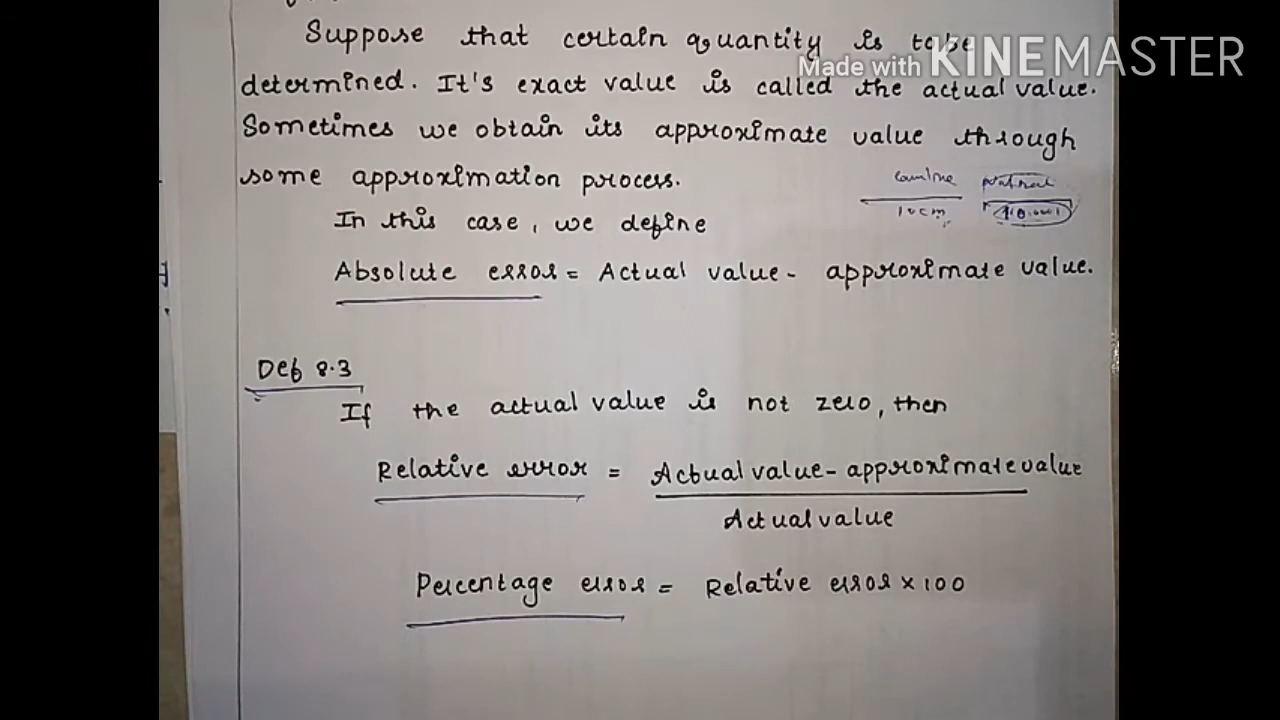 Suppose that certain quantity is tobe
Made with KINEMASTER
determined. It's exact value is called the actual value.
Sometimes we obtain its approximate value through
some approximation process.
10cm
In this case, we define
Absolute error = Actual value - approximate value.
Def 8.3
If the actual value is not zero, then
Relative error = Actual value - approximate value
Actual value
Percentage error = Relative error × 100